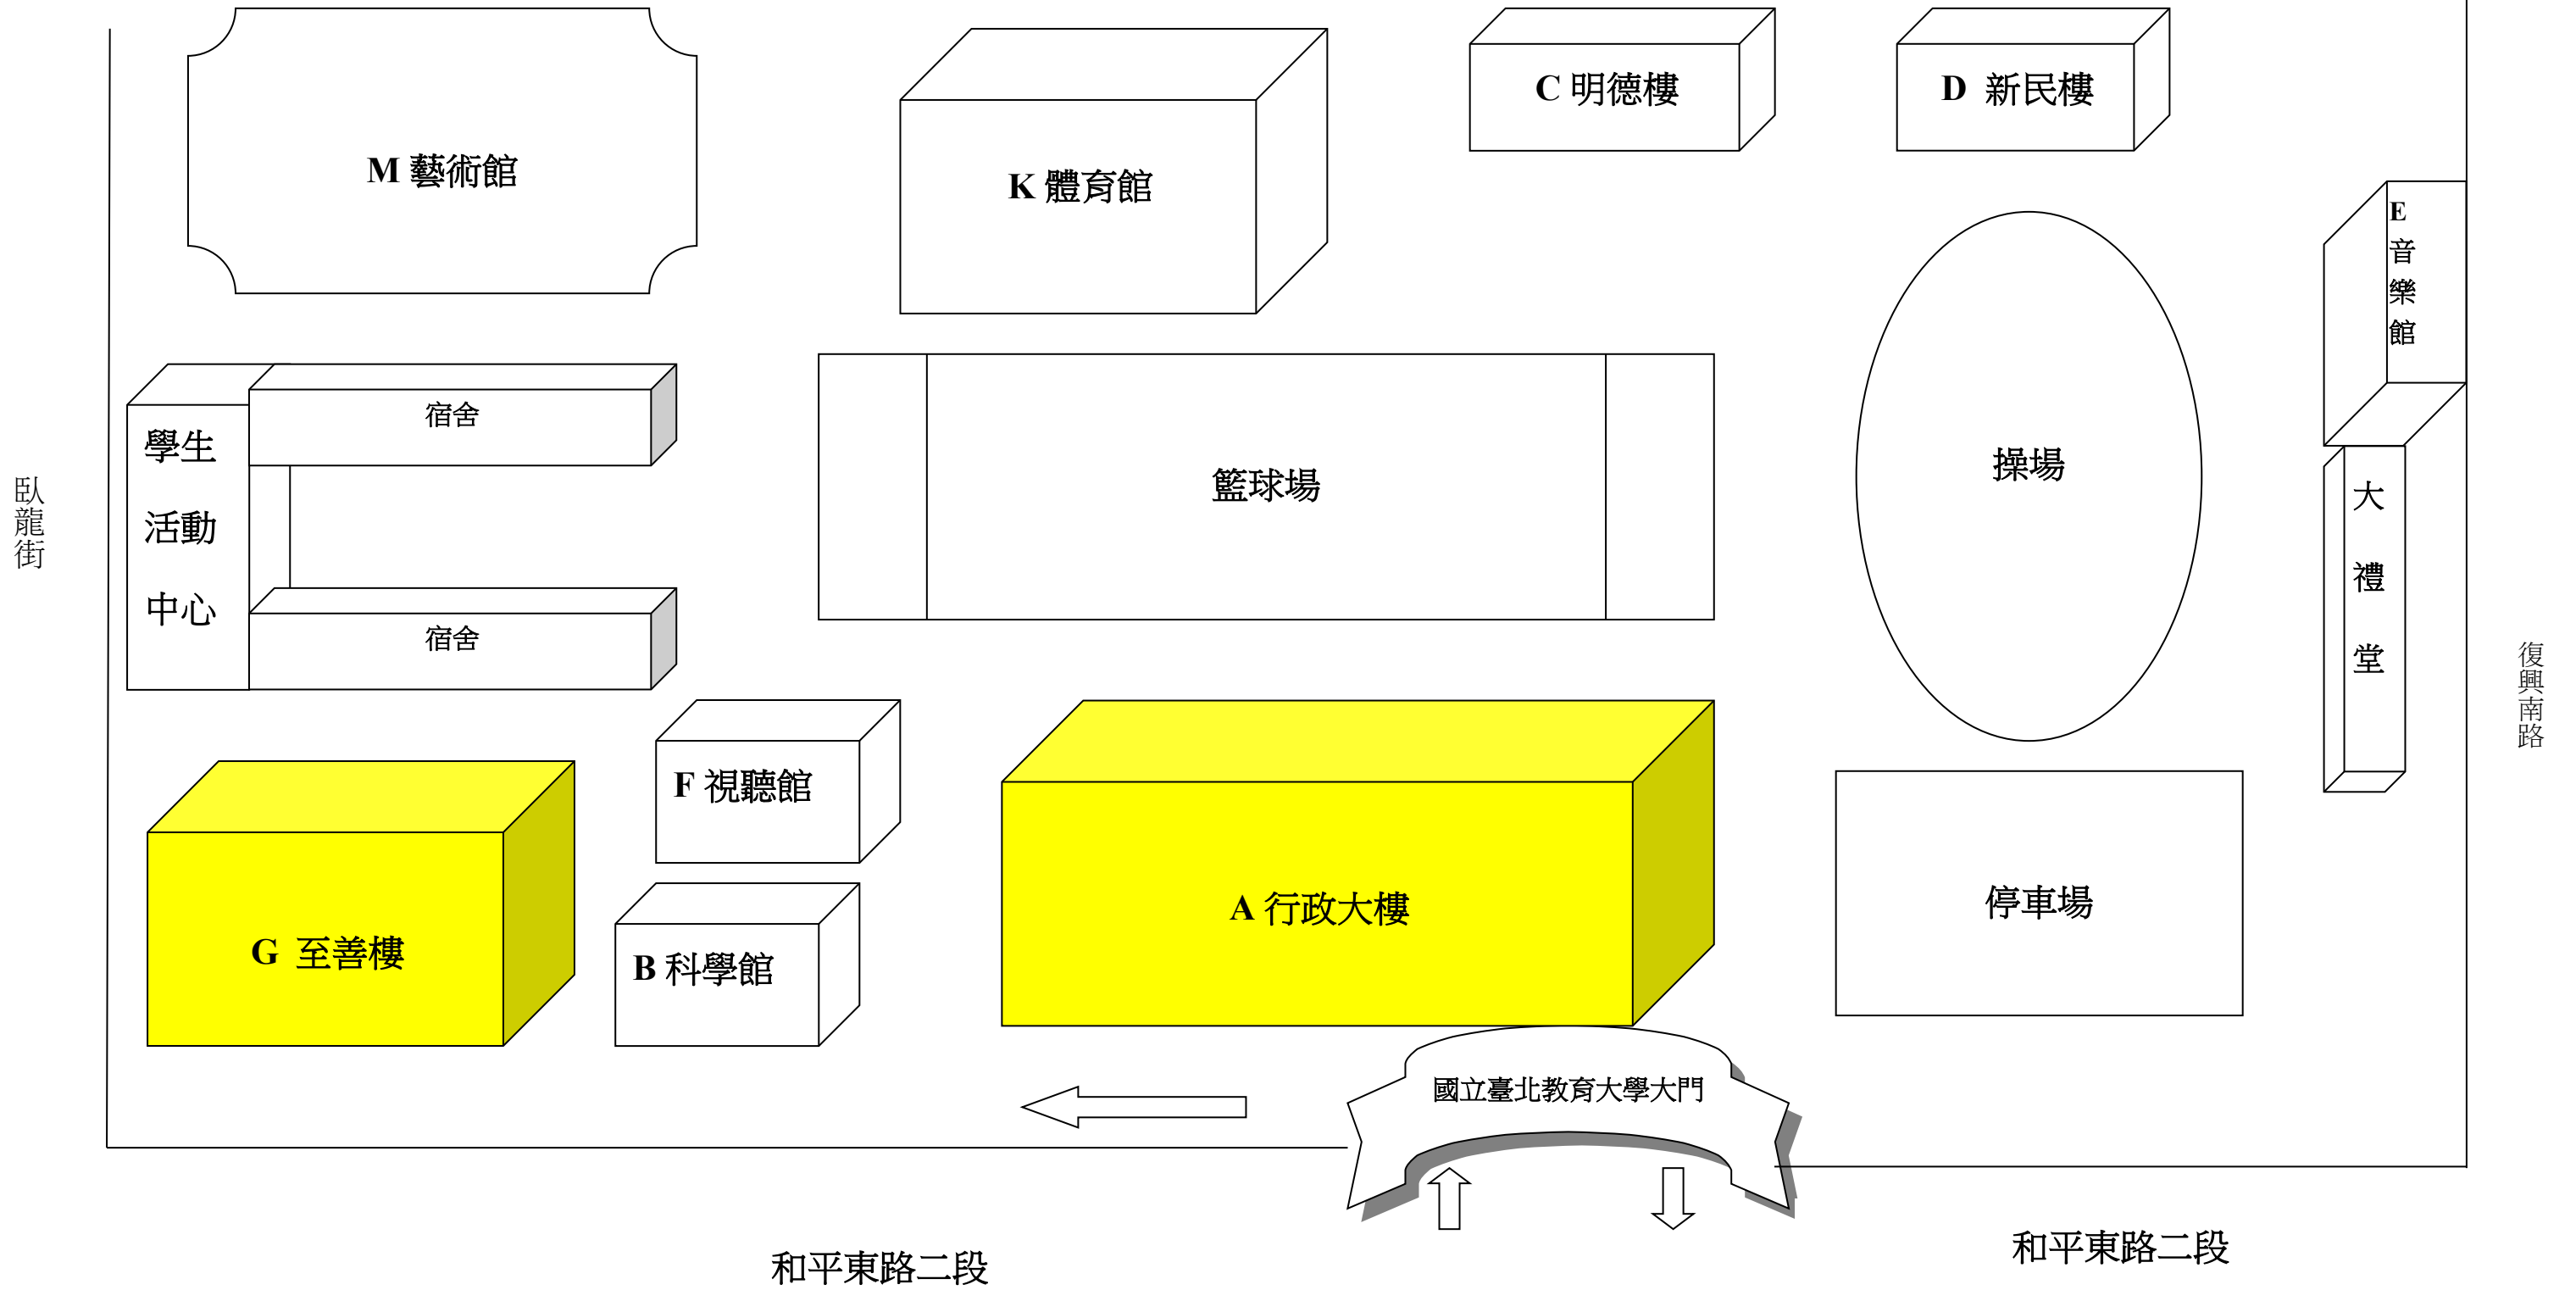 C 明德樓
D 新民樓
M 藝術館
K 體育館
E
音
樂
館
宿舍
學生
活動
中心
宿舍
籃球場
操場
大
禮
堂
臥龍街
復興南路
F 視聽館
G 至善樓
B 科學館
A 行政大樓
停車場
國立臺北教育大學大門
和平東路二段
和平東路二段